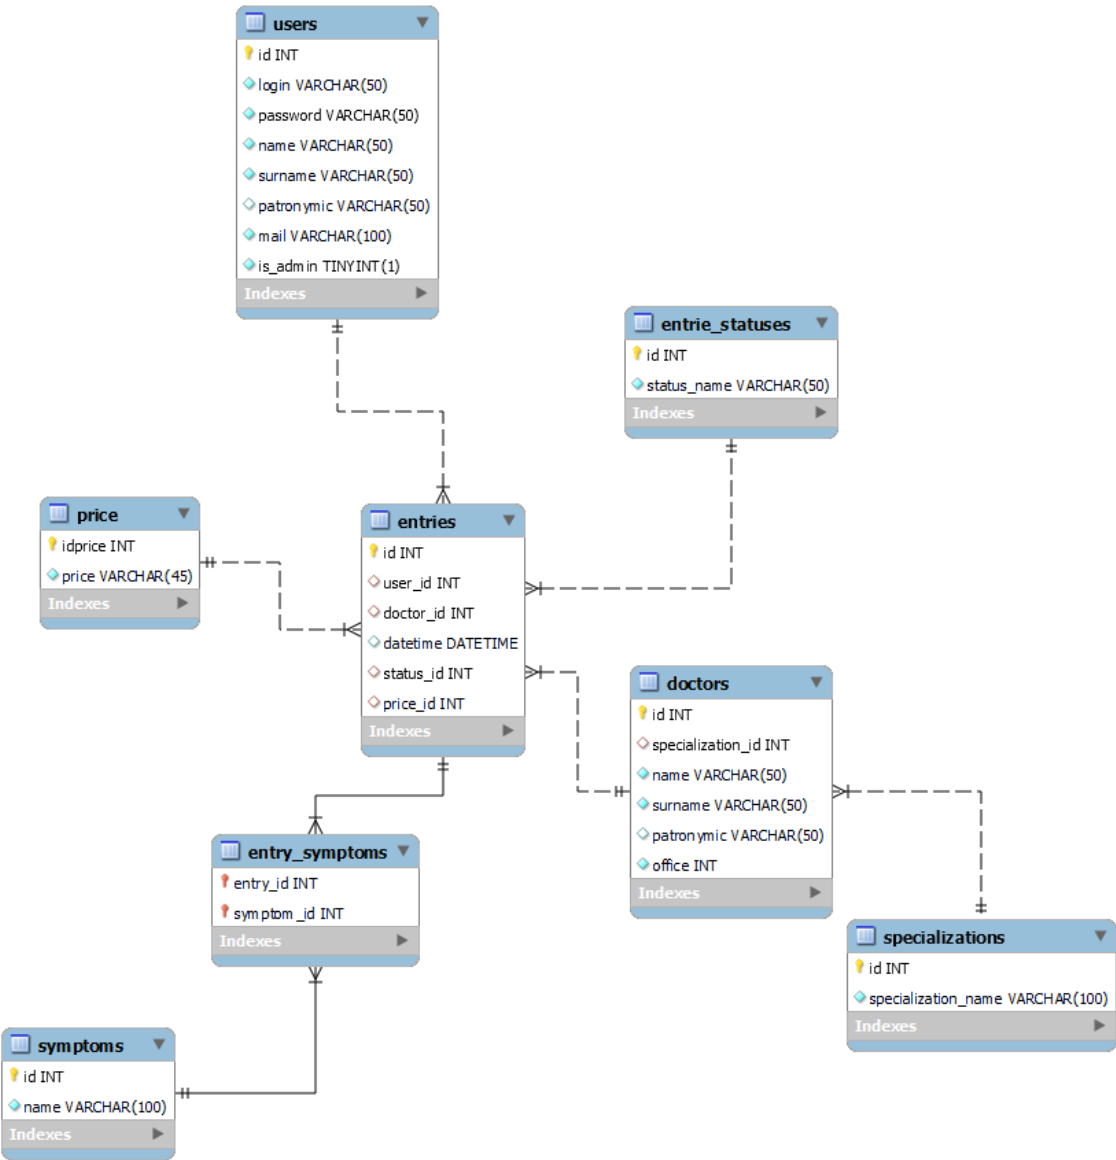 users
id INT
login VARCHAR(50)
password VARCHAR(50)
name VARCHAR(50)
surname VARCHAR(50)
patronymic VARCHAR(50)
mail VARCHAR(100)
is_admin TINYINT(1)
Indexes
entrie_statuses
id INT
status_name VARCHAR(50)
Indexes
price
idprice INT
price VARCHAR(45)
Indexes
entries
id INT
user_id INT
doctor_id INT
datetime DATETIME
status_id INT
price_id INT
Indexes
doctors
id INT
specialization_id INT
name VARCHAR(50)
surname VARCHAR(50)
patronymic VARCHAR(50)
office INT
Indexes
entry_symptoms
entry_id INT
symptom_id INT
Indexes
specializations
id INT
specialization_name VARCHAR(100)
Indexes
symptoms
id INT
name VARCHAR(100)
Indexes